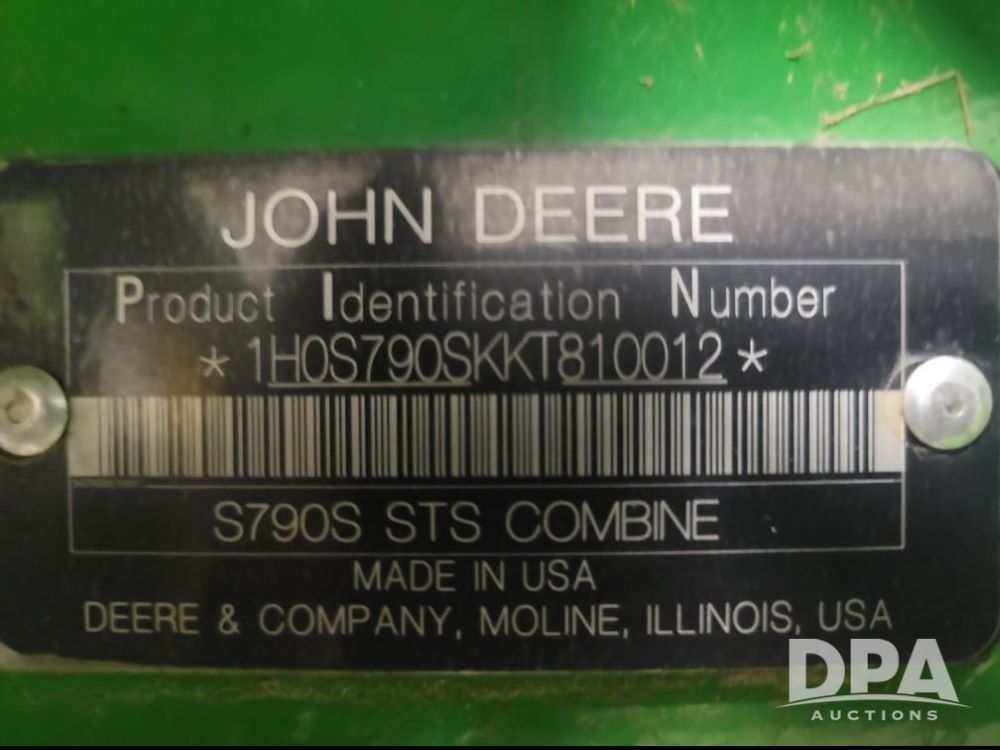 JOHN DEERE
Product Identification Number
*1H0S790SKKT810012*
S790S STS COMBINE
MADE IN USA
DEERE & COMPANY, MOLINE, ILLINOIS, USA
DPA
AUCTIONS